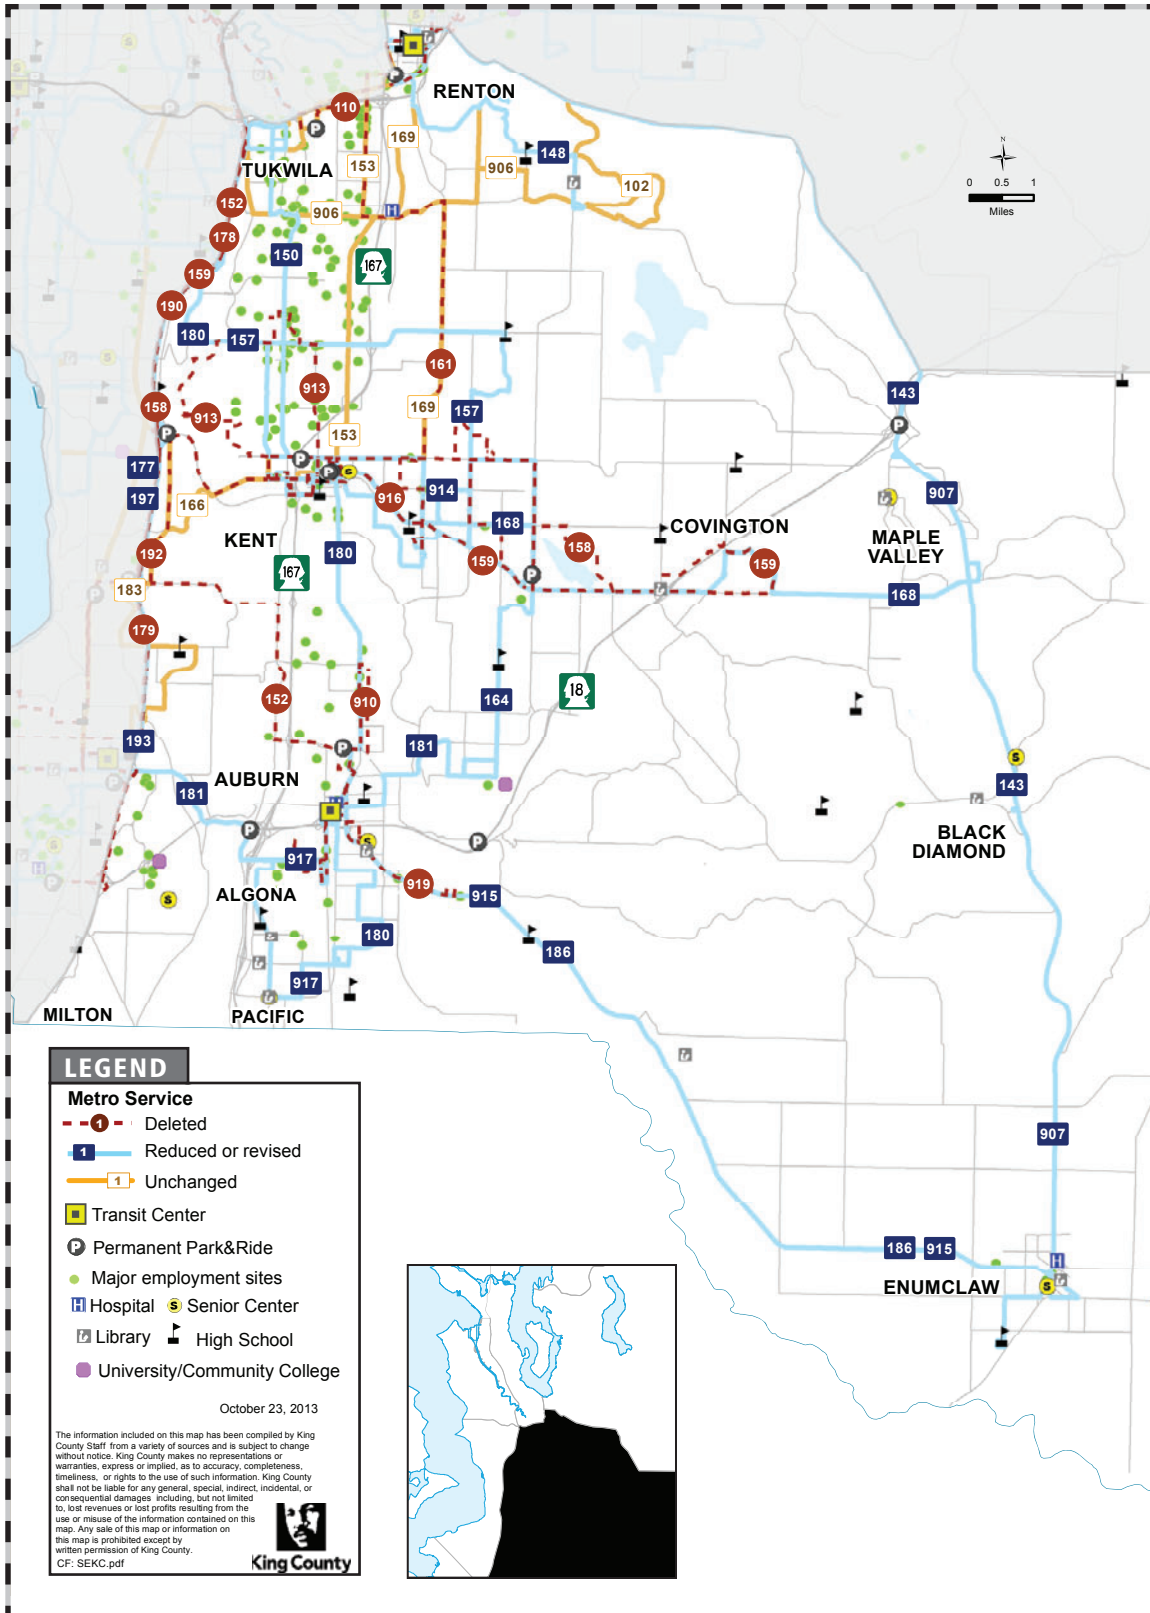 RENTON
110
169
153
148
906
102
TUKWILA
152
906
178
150
167
159
190
180
157
161
913
143
158
913
169
157
153
177
197
916
914
907
166
168
COVINGTON
MAPLE
VALLEY
KENT
192
180
158
159
159
167
183
168
179
152
910
164
18
193
181
AUBURN
181
143
BLACK
DIAMOND
917
ALGONA
919
915
180
186
917
MILTON
PACIFIC
907
186
915
ENUMCLAW
N
0 0.5 1
Miles
LEGEND
Metro Service
1 Deleted
1 Reduced or revised
1 Unchanged
Transit Center
P Permanent Park&Ride
Major employment sites
H Hospital S Senior Center
Library High School
University/Community College
October 23, 2013
The information included on this map has been compiled by King
County Staff from a variety of sources and is subject to change
without notice. King County makes no representations or
warranties, express or implied, as to accuracy, completeness,
timeliness, or rights to the use of such information. King County
shall not be liable for any general, special, indirect, incidental, or
consequential damages including, but not limited
to, lost revenues or lost profits resulting from the
use or misuse of the information contained on this
map. Any sale of this map or information on
this map is prohibited except by
written permission of King County.
CF: SEKC.pdf
King County